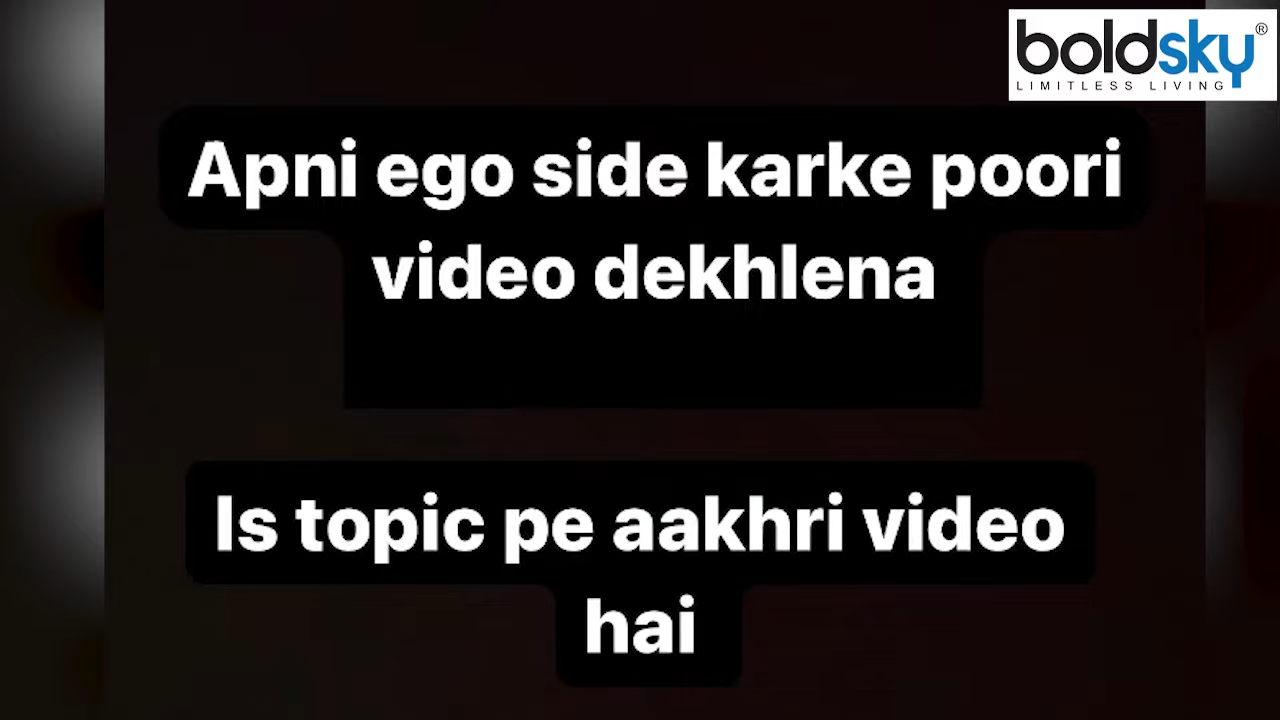 boldsky®
LIMITLESS LIVING
Apni ego side karke poori
video dekhlena
Is topic pe aakhri video
hai